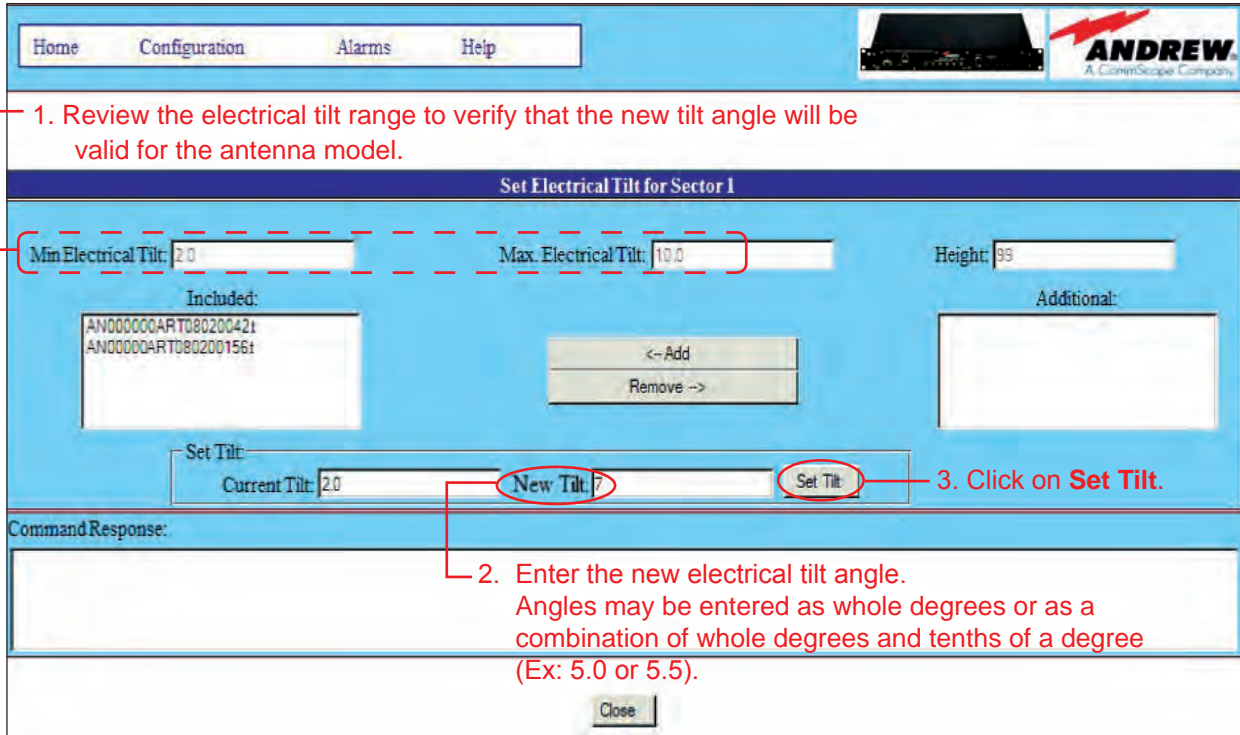 Home Configuration Alarms Help
ANDREW.
A CommScope Company
1. Review the electrical tilt range to verify that the new tilt angle will be
valid for the antenna model.
Set Electrical Tilt for Sector 1
Min Electrical Tilt: 2.0 Max. Electrical Tilt: 10.0 Height: 99
Included: Additional:
AN000000ART08020042t
AN00000ART080200156t
<--Add
Remove -->
Set Tilt:
Current Tilt: 2.0 New Tilt: 7 Set Tilt
3. Click on Set Tilt.
Command Response:
2. Enter the new electrical tilt angle.
Angles may be entered as whole degrees or as a
combination of whole degrees and tenths of a degree
(Ex: 5.0 or 5.5).
Close